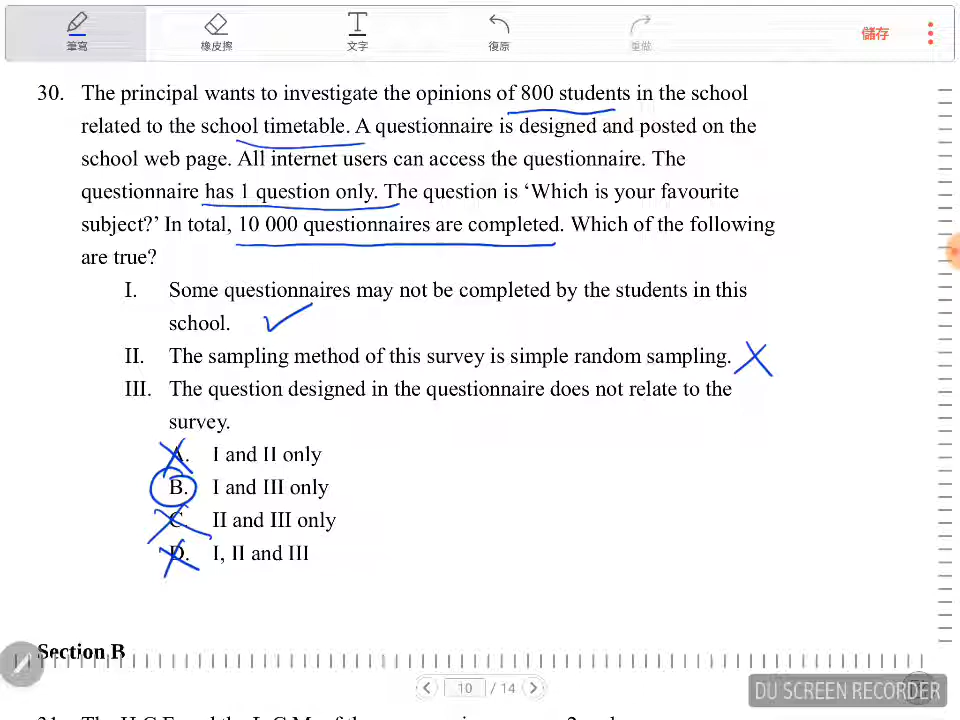 筆寫 橡皮擦 文字 復原 重做 儲存
30. The principal wants to investigate the opinions of 800 students in the school
related to the school timetable. A questionnaire is designed and posted on the
school web page. All internet users can access the questionnaire. The
questionnaire has 1 question only. The question is ‘Which is your favourite
subject?’ In total, 10 000 questionnaires are completed. Which of the following
are true?
I. Some questionnaires may not be completed by the students in this
school.
II. The sampling method of this survey is simple random sampling.
III. The question designed in the questionnaire does not relate to the
survey.
A. I and II only
B. I and III only
C. II and III only
D. I, II and III
Section B
10 / 14
DU SCREEN RECORDER
31. The H.C.F. and the L.C.M. of